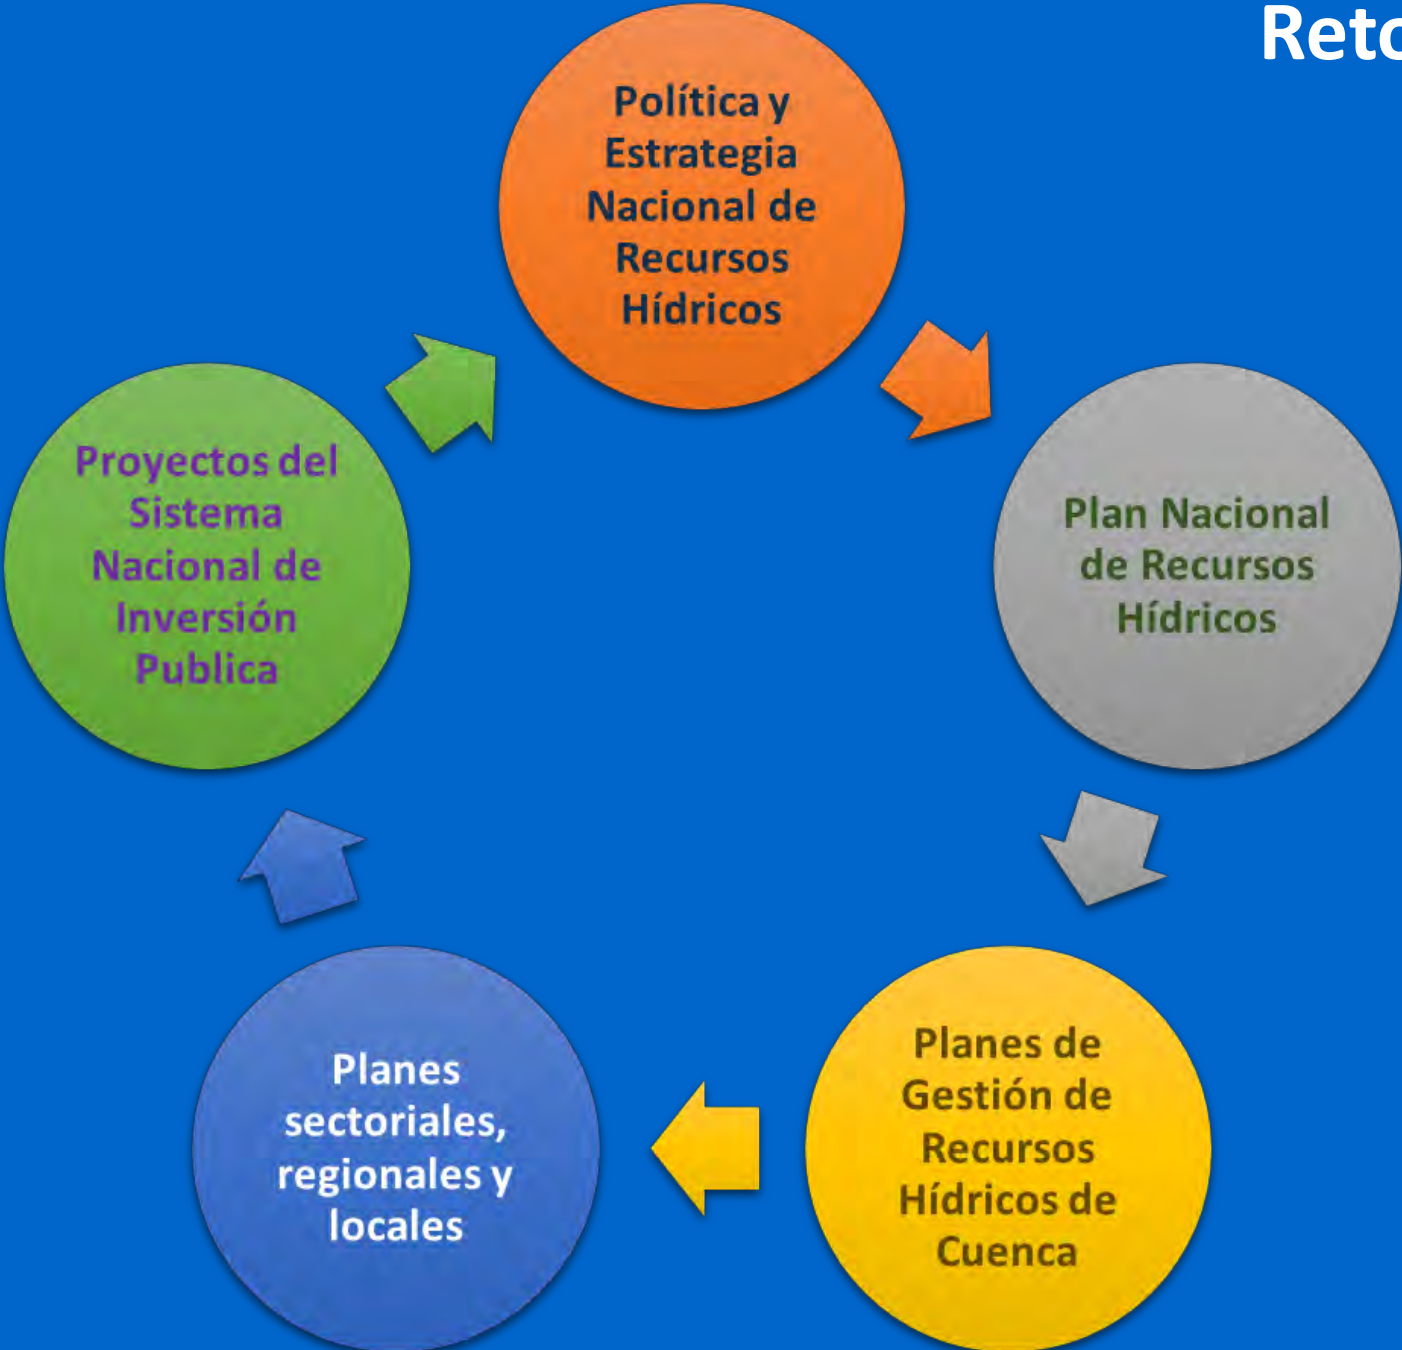 Política y
Estrategia
Nacional de
Recursos
Hídricos
Plan Nacional
de Recursos
Hídricos
Planes de
Gestión de
Recursos
Hídricos de
Cuenca
Planes
sectoriales,
regionales y
locales
Proyectos del
Sistema
Nacional de
Inversión
Publica